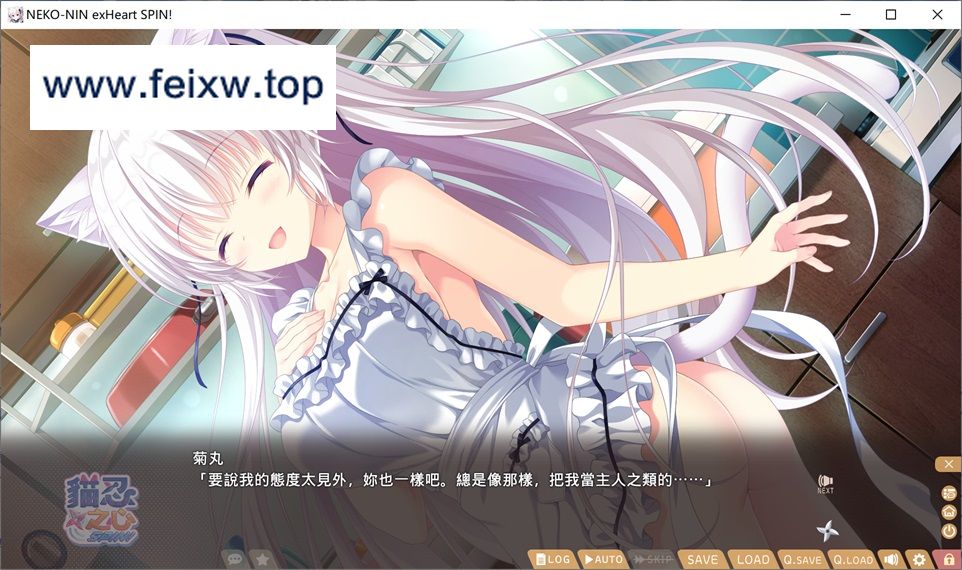 NEKO-NIN exHeart SPIN!
www.feixw.top
菊丸
「要說我的態度太見外，妳也一樣吧。總是像那樣，把我當主人之類的……」
NEXT
貓忍
之心
SPIN!
LOG AUTO SKIP SAVE LOAD Q.SAVE Q.LOAD